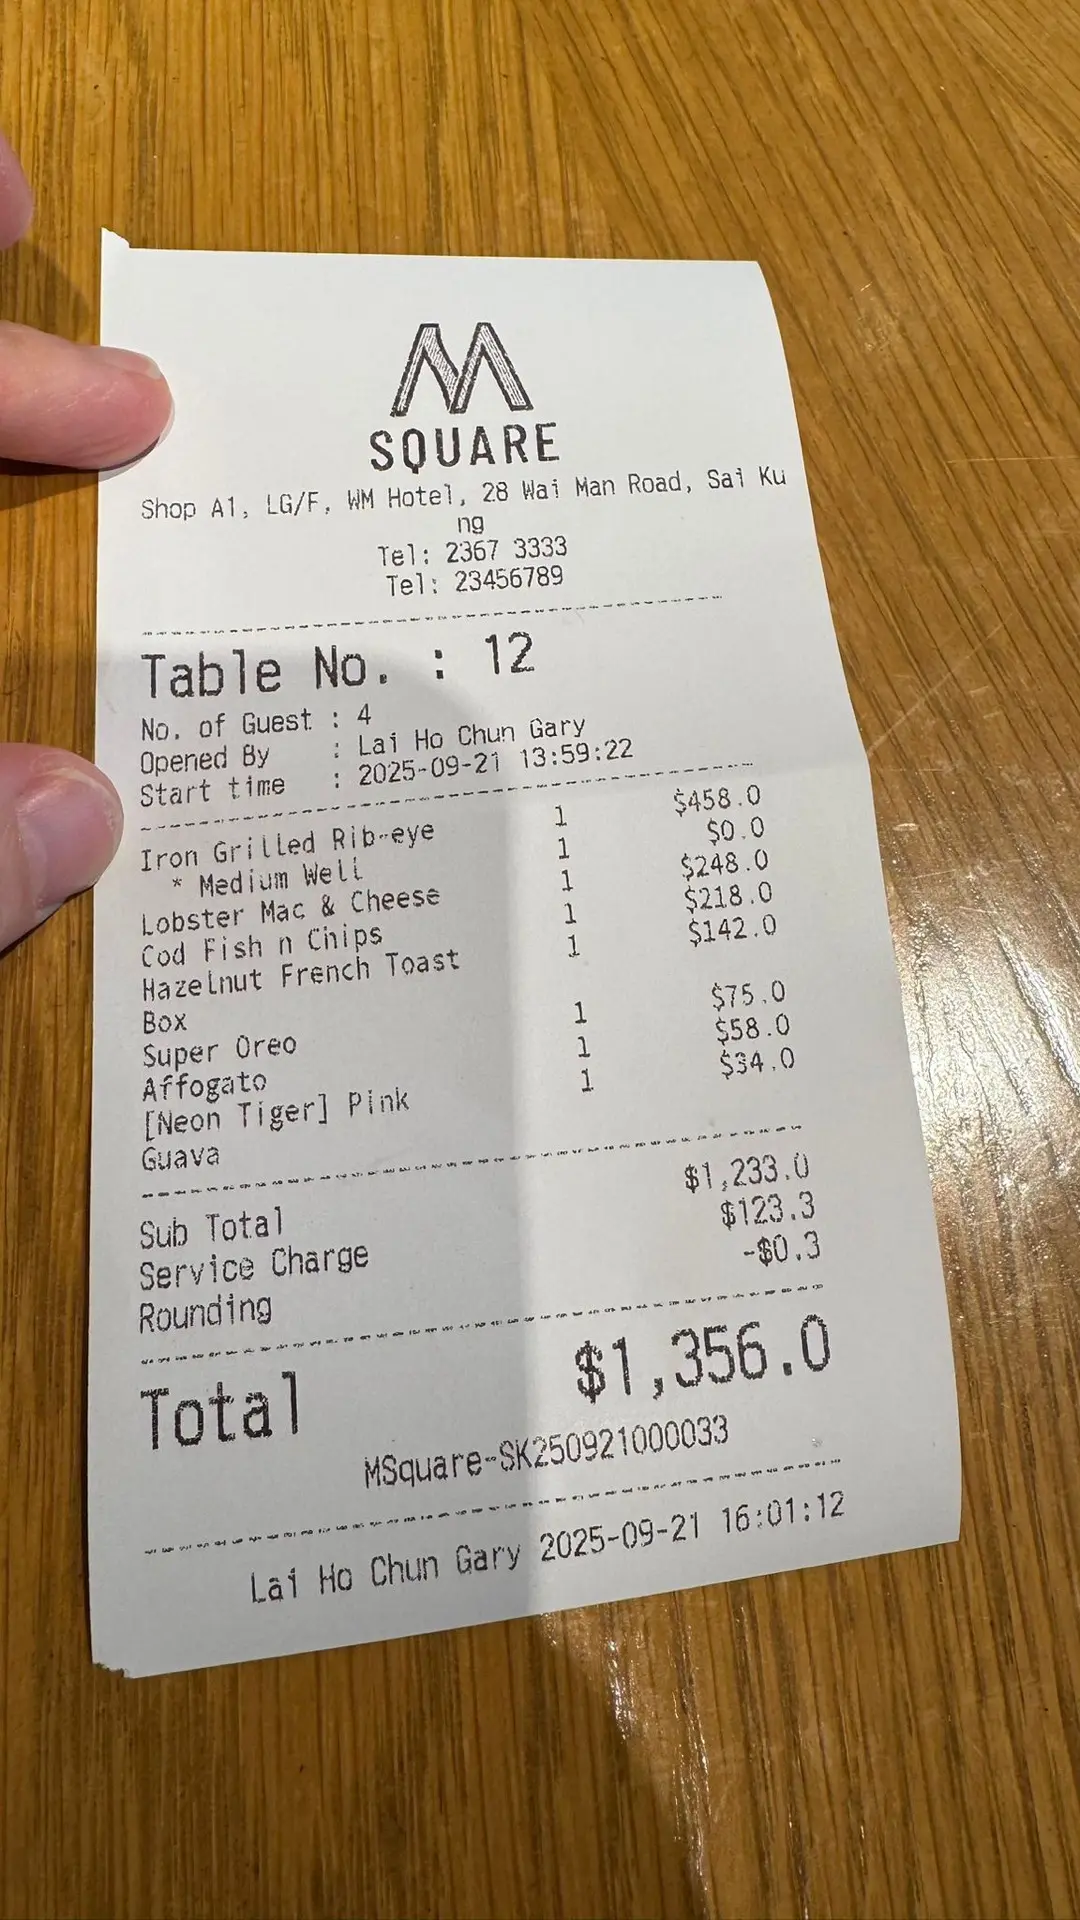 M
SQUARE
Shop A1, LG/F, WM Hotel, 28 Wai Man Road, Sai Ku
ng
Tel: 2367 3333
Tel: 23456789
Table No. : 12
No. of Guest : 4
Opened By : Lai Ho Chun Gary
Start time : 2025-09-21 13:59:22
Iron Grilled Rib-eye 1 $458.0
* Medium Well 1 $0.0
Lobster Mac & Cheese 1 $248.0
Cod Fish n Chips 1 $218.0
Hazelnut French Toast 1 $142.0
Box
Super Oreo 1 $75.0
Affogato 1 $58.0
[Neon Tiger] Pink 1 $34.0
Guava
Sub Total $1,233.0
Service Charge $123.3
Rounding -$0.3
Total $1,356.0
MSquare-SK250921000033
Lai Ho Chun Gary 2025-09-21 16:01:12